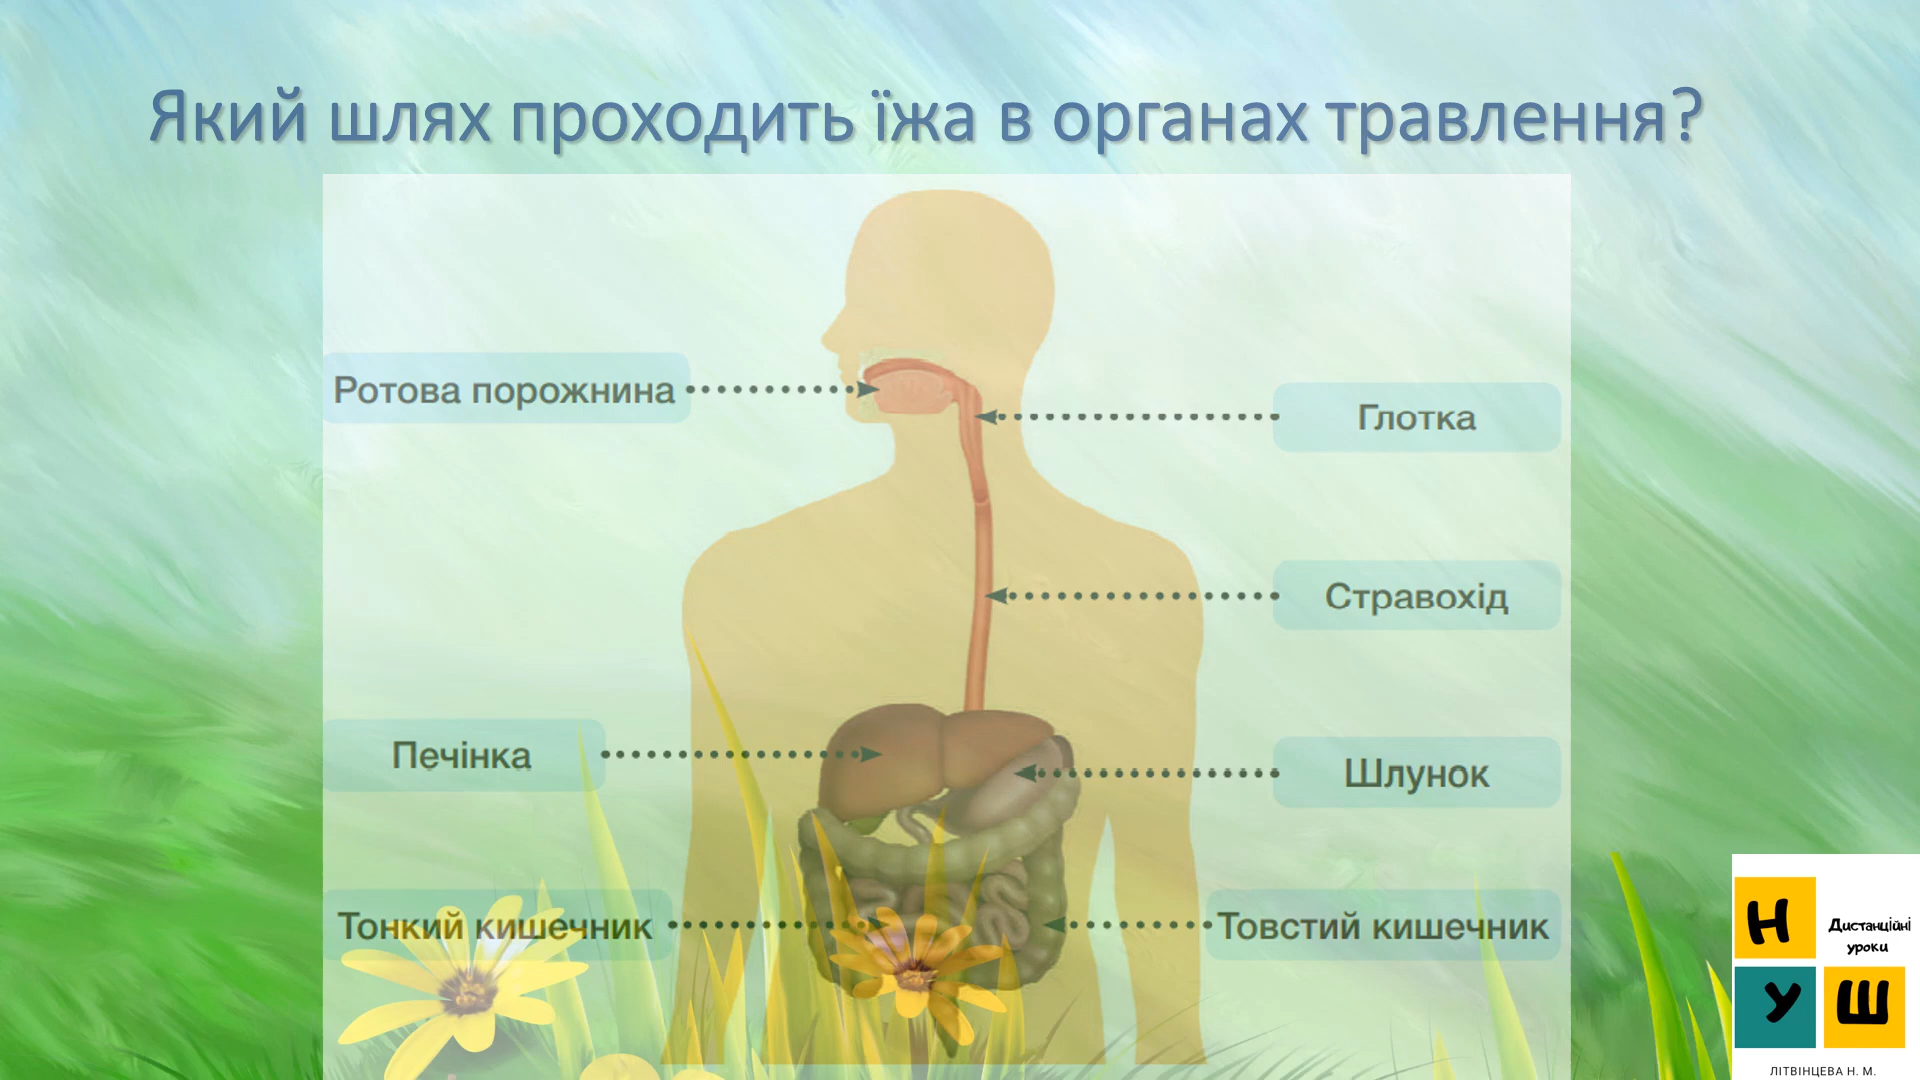 Який шлях проходить їжа в органах травлення?
Ротова порожнина
Глотка
Стравохід
Печінка
Шлунок
Тонкий кишечник
Товстий кишечник
Н
Дистанційні
уроки
У Ш
ЛІТВІНЦЕВА Н. М.